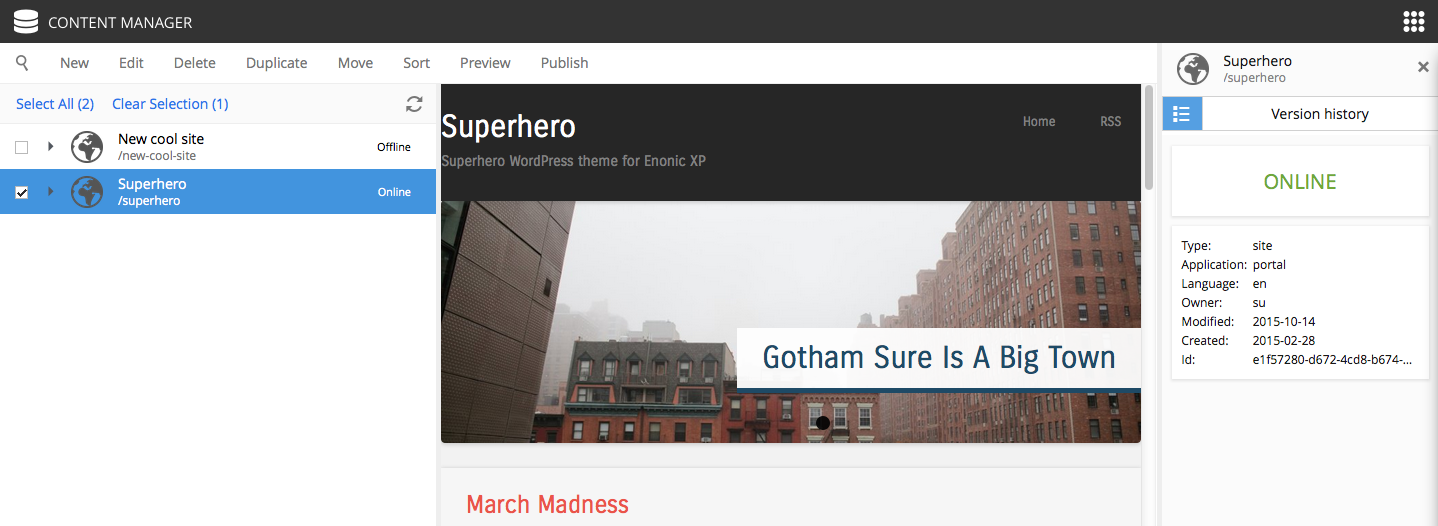 CONTENT MANAGER
New Edit Delete Duplicate Move Sort Preview Publish
Select All (2) Clear Selection (1)
New cool site
/new-cool-site
Offline
Superhero
/superhero
Online
Superhero
Home RSS
Superhero WordPress theme for Enonic XP
Gotham Sure Is A Big Town
March Madness
Superhero
/superhero
Version history
ONLINE
Type: site
Application: portal
Language: en
Owner: su
Modified: 2015-10-14
Created: 2015-02-28
Id: e1f57280-d672-4cd8-b674-...